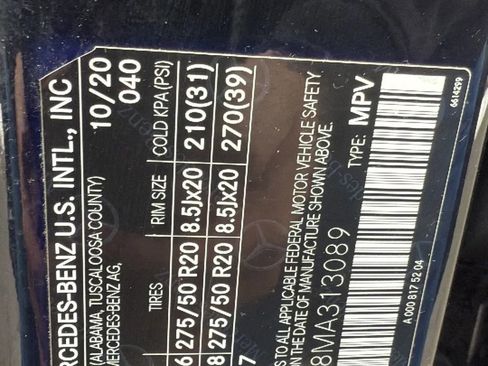 MERCEDES-BENZ U.S. INTL., INC
(ALABAMA, TUSCALOOSA COUNTY)
MERCEDES-BENZ AG,
10/20
040
TIRES RIM SIZE COLD KPA (PSI)
275/50 R20 8.5Jx20 210(31)
275/50 R20 8.5Jx20 270(39)
S TO ALL APPLICABLE FEDERAL MOTOR VEHICLE SAFETY
ON THE DATE OF MANUFACTURE SHOWN ABOVE.
8MA313089 TYPE: MPV
A 000 817 52 04
6614299